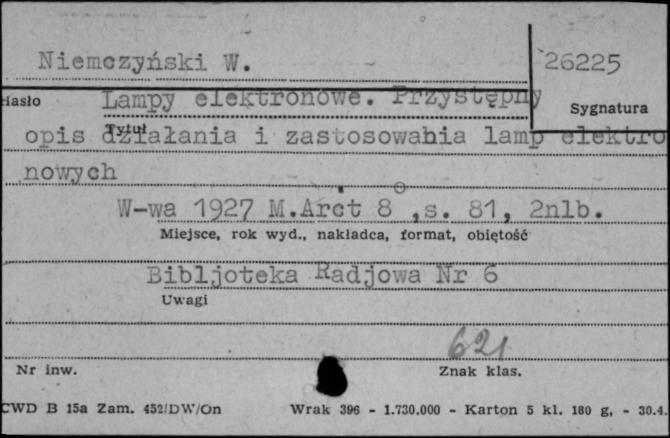 Niemczyński W.
26225
Hasło
Lampy elektronowe. Przystępny
Sygnatura
Tytuł
opis działania i zastosowabia lamp elektro
nowych
W-wa 1927 M.Arct 8°,s. 81, 2nlb.
Miejsce, rok wyd., nakładca, format, objętość
Bibljoteka Radjowa Nr 6
Uwagi
621
Nr inw.
Znak klas.
CWD B 15a Zam. 452/DW/On
Wrak 396 - 1.730.000 - Karton 5 kl. 180 g, - 30.4.